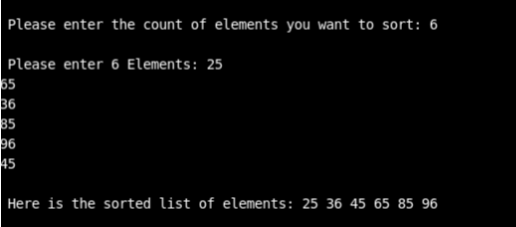 Please enter the count of elements you want to sort: 6
Please enter 6 Elements: 25
65
36
85
96
45
Here is the sorted list of elements: 25 36 45 65 85 96